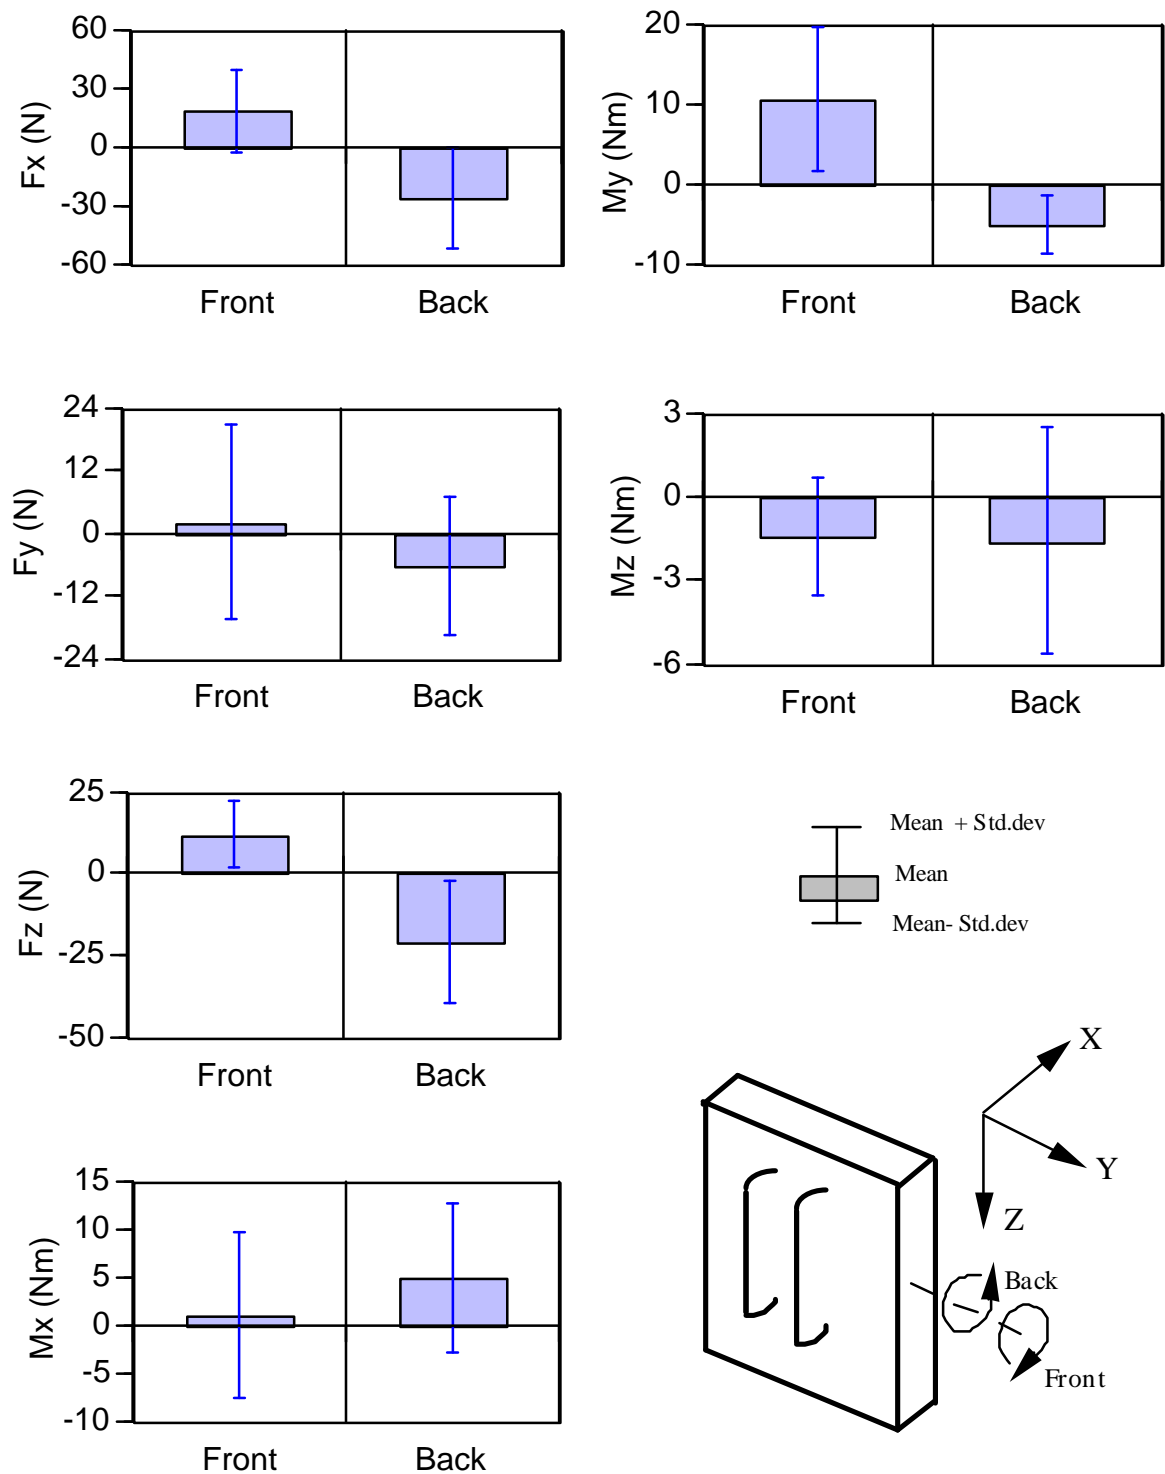 60
30
0
-30
-60
Fx (N)
Front Back
20
10
0
-10
My (Nm)
Front Back
24
12
0
-12
-24
Fy (N)
Front Back
3
0
-3
-6
Mz (Nm)
Front Back
25
0
-25
-50
Fz (N)
Front Back
Mean + Std.dev
Mean
Mean- Std.dev
15
10
5
0
-5
-10
Mx (Nm)
Front Back
X
Y
Z
Back
Front